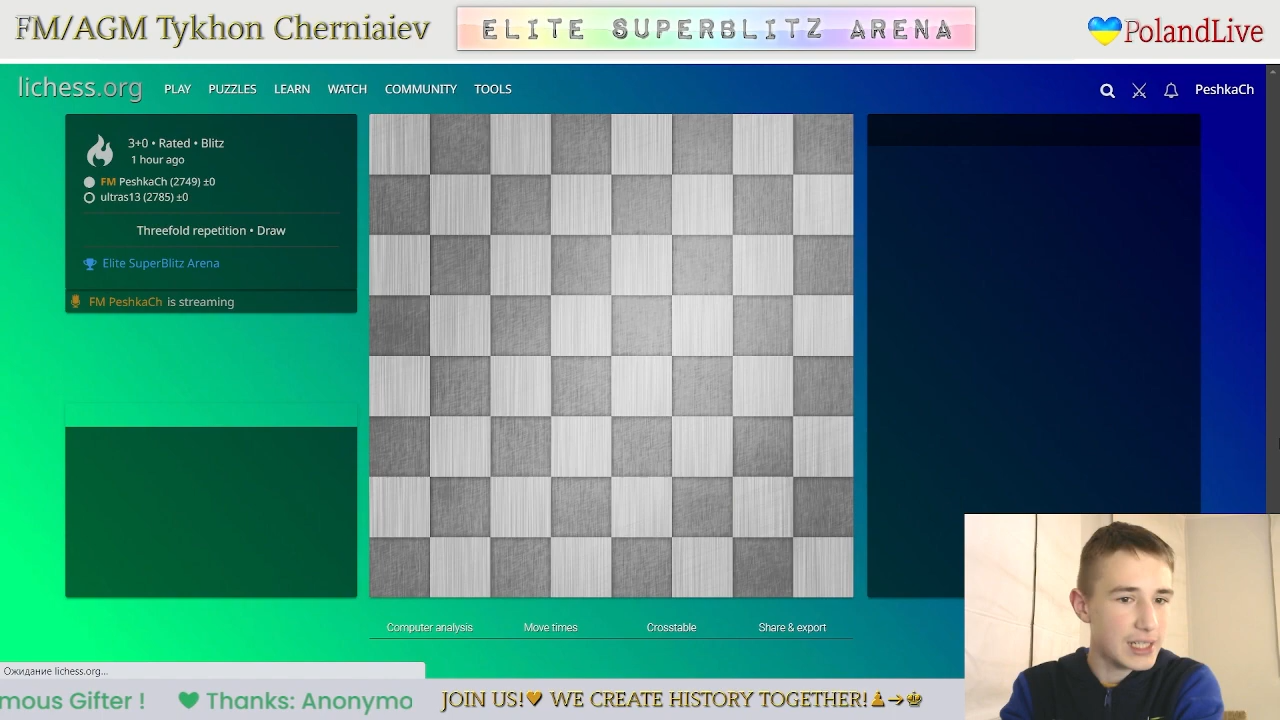 FM/AGM Tykhon Cherniaiev
ELITE SUPERBLITZ ARENA
PolandLive
lichess.org
PLAY PUZZLES LEARN WATCH COMMUNITY TOOLS
PeshkaCh
3+0 • Rated • Blitz
1 hour ago
FM PeshkaCh (2749) ±0
ultras13 (2785) ±0
Threefold repetition • Draw
Elite SuperBlitz Arena
FM PeshkaCh is streaming
Computer analysis Move times Crosstable Share & export
Ожидание lichess.org...
mous Gifter ! 💚 Thanks: Anonymo
JOIN US!♥ WE CREATE HISTORY TOGETHER!♟→♚